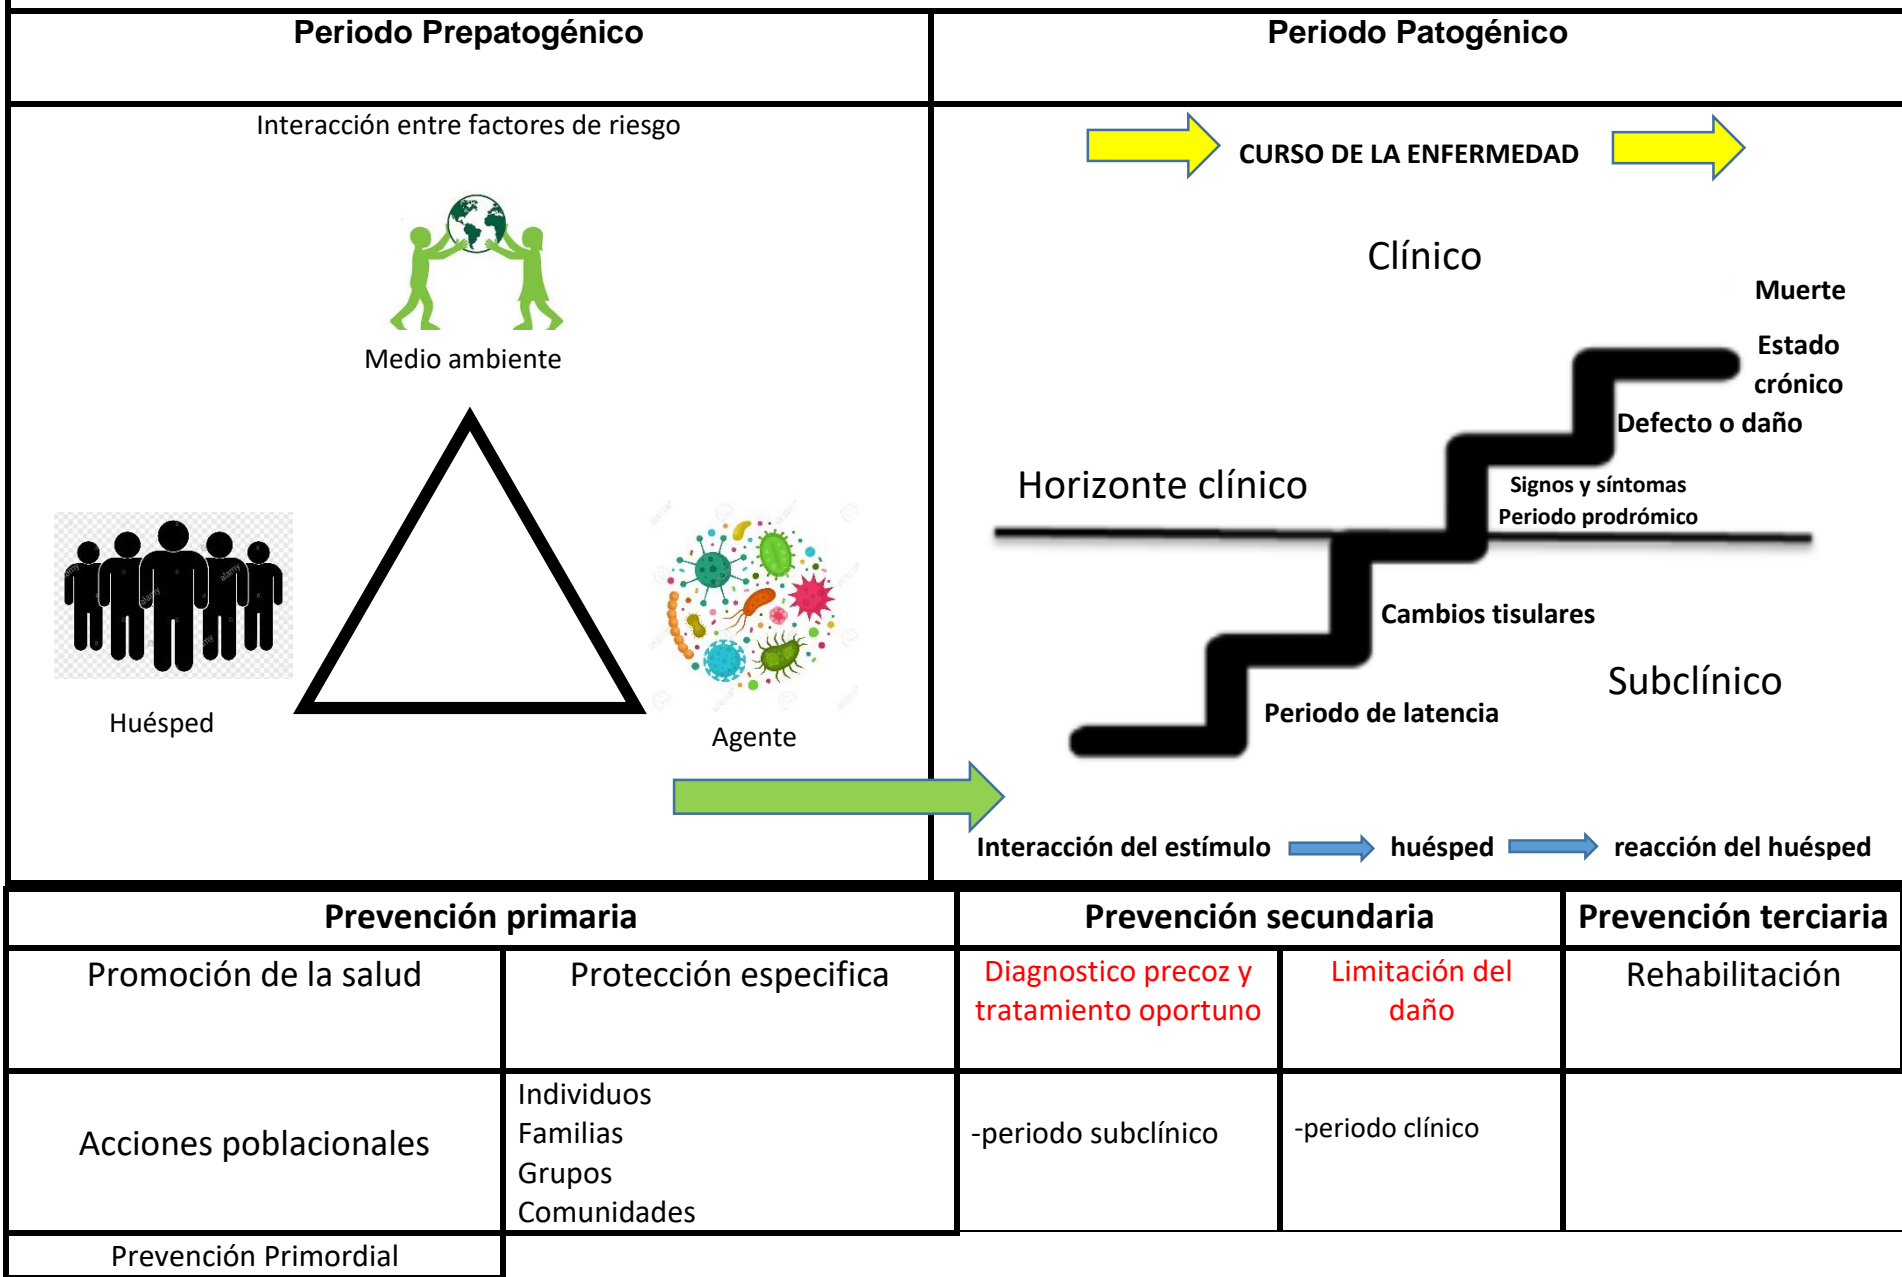 Periodo Prepatogénico
Periodo Patogénico
Interacción entre factores de riesgo
Medio ambiente
Huésped
Agente
CURSO DE LA ENFERMEDAD
Clínico
Muerte
Estado
crónico
Defecto o daño
Horizonte clínico
Signos y síntomas
Periodo prodrómico
Cambios tisulares
Subclínico
Periodo de latencia
Interacción del estímulo
huésped
reacción del huésped
Prevención primaria
Prevención secundaria
Prevención terciaria
Promoción de la salud
Protección especifica
Diagnostico precoz y
tratamiento oportuno
Limitación del
daño
Rehabilitación
Acciones poblacionales
Individuos
Familias
Grupos
Comunidades
-periodo subclínico
-periodo clínico
Prevención Primordial